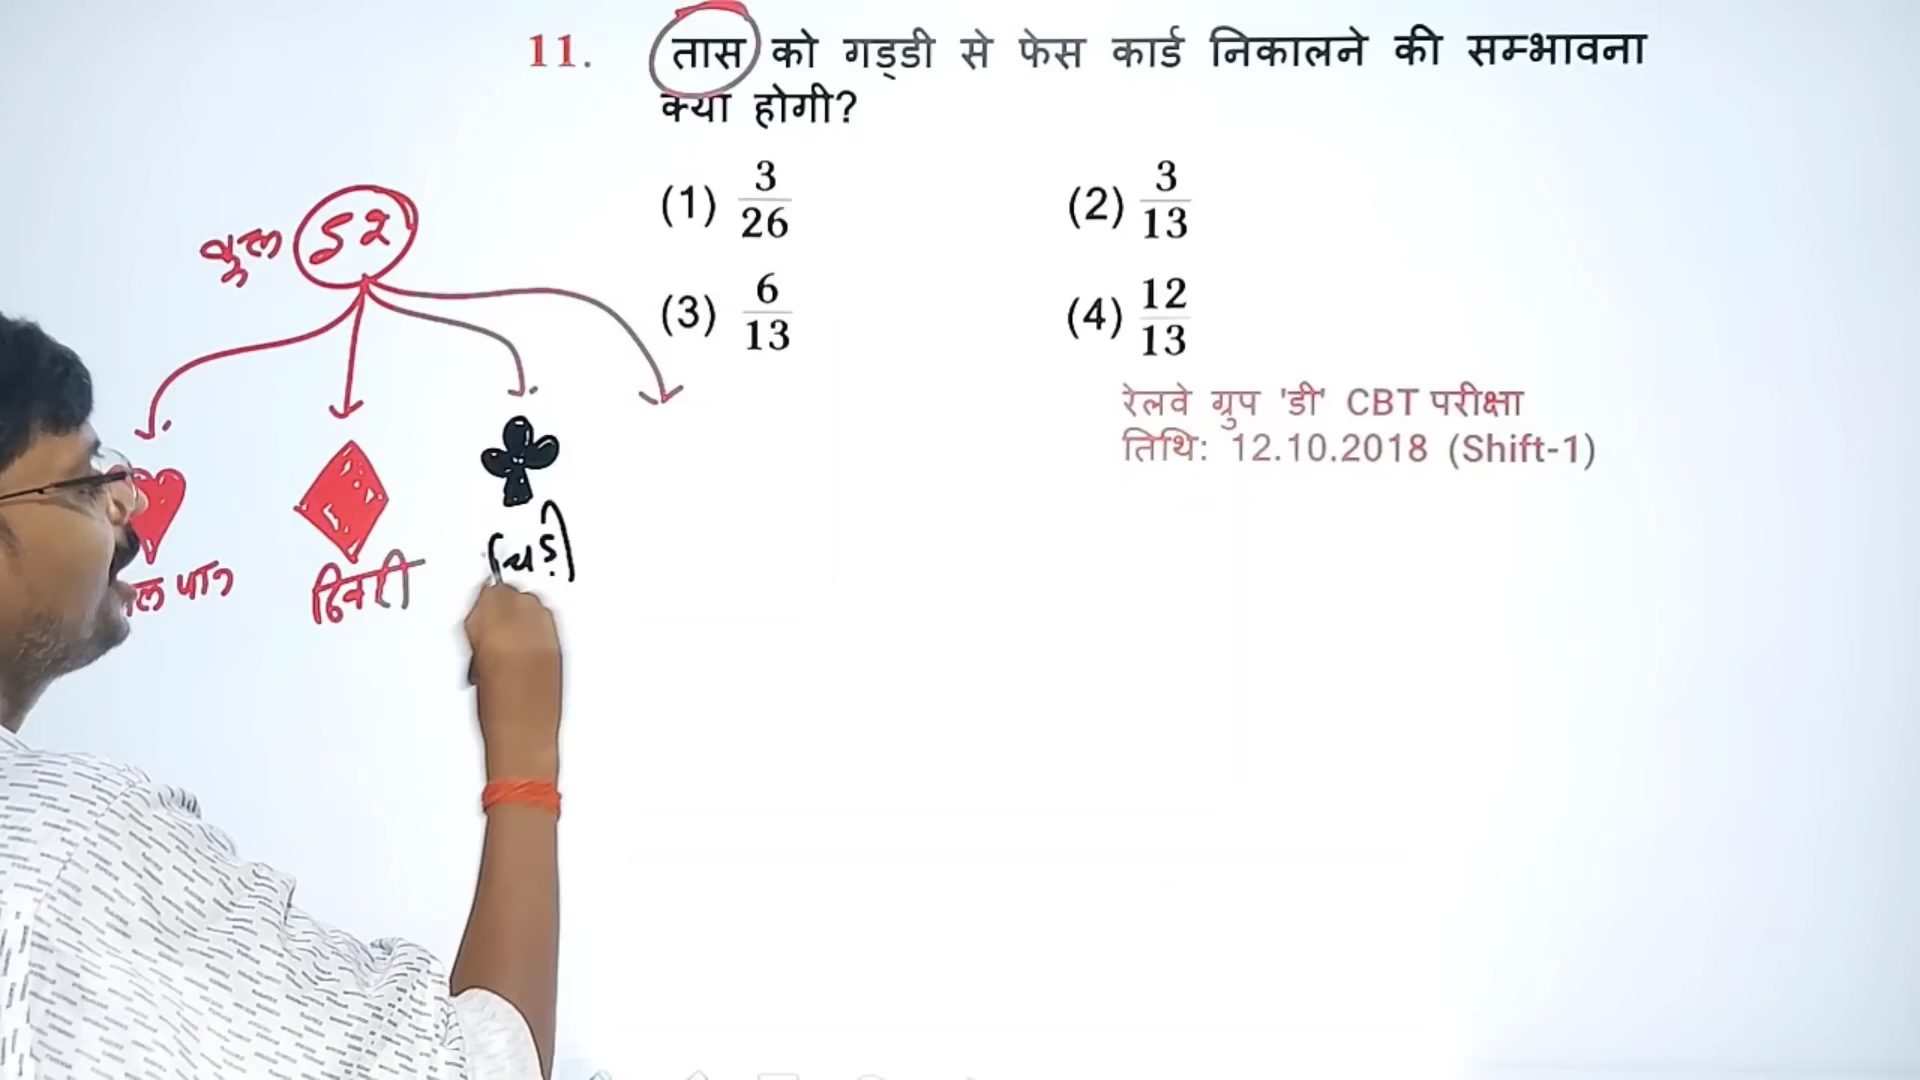 11. तास को गड्डी से फेस कार्ड निकालने की सम्भावना
क्या होगी?
(1) 3/26 (2) 3/13
(3) 6/13 (4) 12/13
रेलवे ग्रुप 'डी' CBT परीक्षा
तिथि: 12.10.2018 (Shift-1)
कुल 52
ल पान